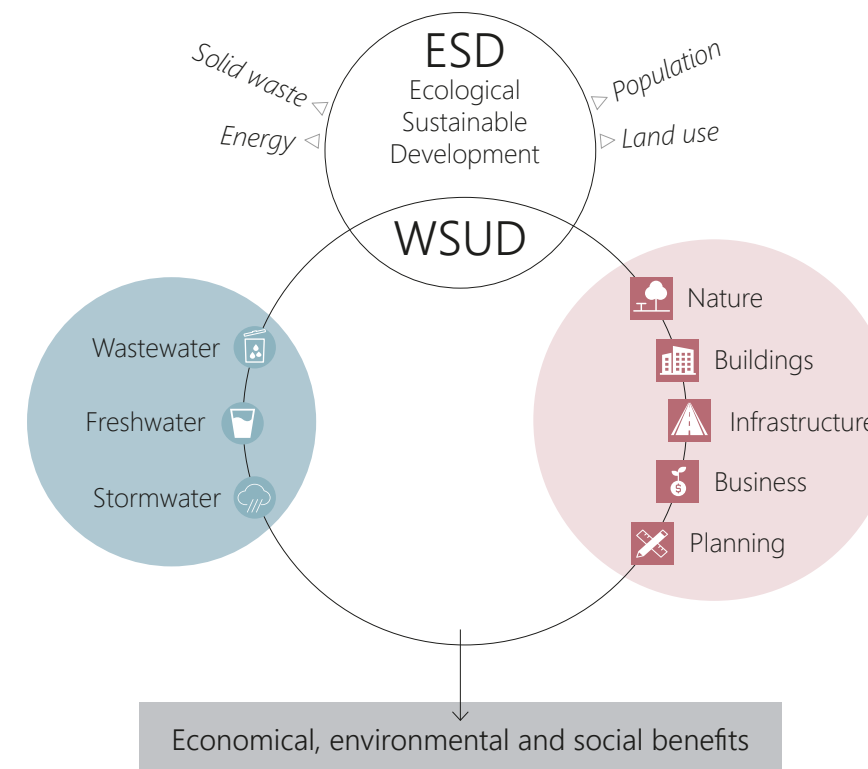 ESD
Ecological
Sustainable
Development
Solid waste
Energy
Population
Land use
WSUD
Wastewater
Freshwater
Stormwater
Nature
Buildings
Infrastructure
$ Business
Planning
Economical, environmental and social benefits